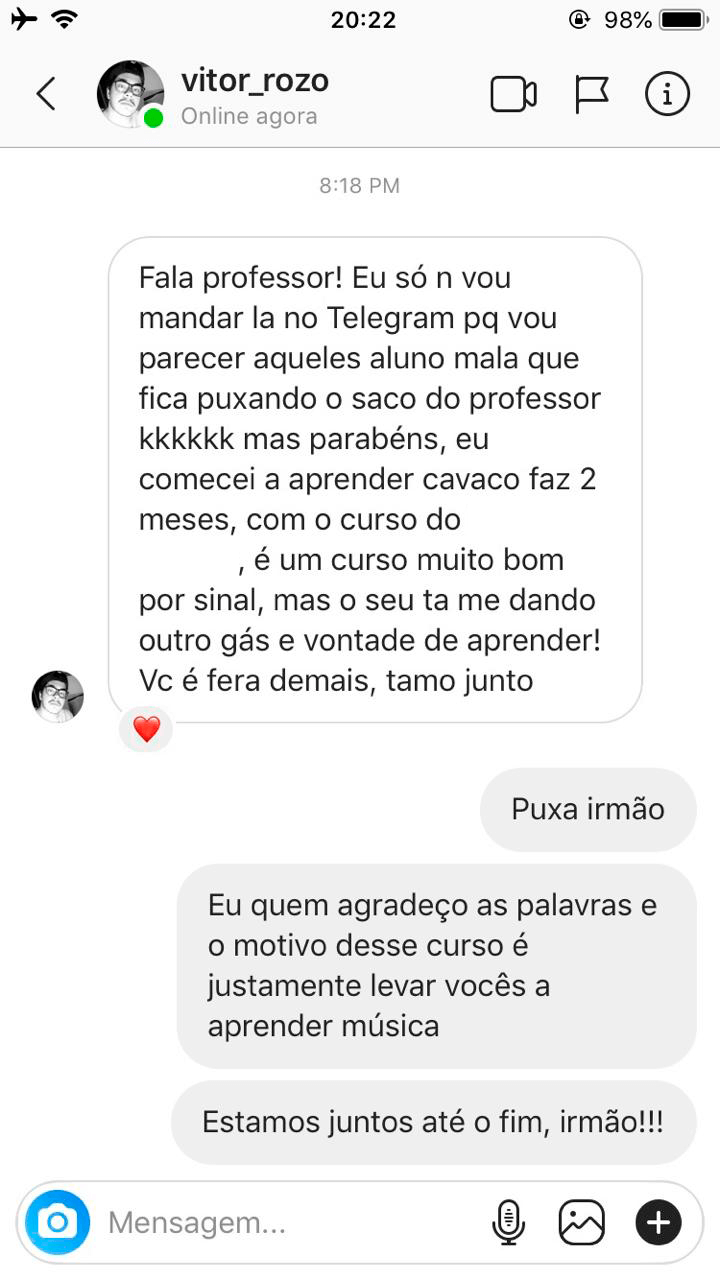 20:22
98%
vitor_rozo
Online agora
8:18 PM
Fala professor! Eu só n vou
mandar la no Telegram pq vou
parecer aqueles aluno mala que
fica puxando o saco do professor
kkkkkk mas parabéns, eu
comecei a aprender cavaco faz 2
meses, com o curso do
, é um curso muito bom
por sinal, mas o seu ta me dando
outro gás e vontade de aprender!
Vc é fera demais, tamo junto
Puxa irmão
Eu quem agradeço as palavras e
o motivo desse curso é
justamente levar vocês a
aprender música
Estamos juntos até o fim, irmão!!!
Mensagem...